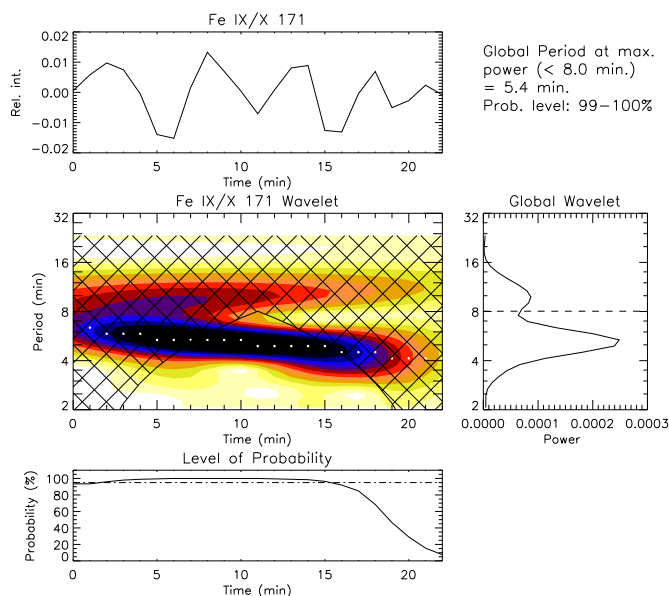 Fe IX/X 171
Rel. int.
0.02
0.01
0.00
−0.01
−0.02
0 5 10 15 20
Time (min)
Global Period at max.
power (< 8.0 min.)
= 5.4 min.
Prob. level: 99−100%
Fe IX/X 171 Wavelet
Period (min)
32
16
8
4
2
0 5 10 15 20
Time (min)
Global Wavelet
32
16
8
4
2
0.0000 0.0001 0.0002 0.0003
Power
Level of Probability
Probability (%)
100
80
60
40
20
0
0 5 10 15 20
Time (min)